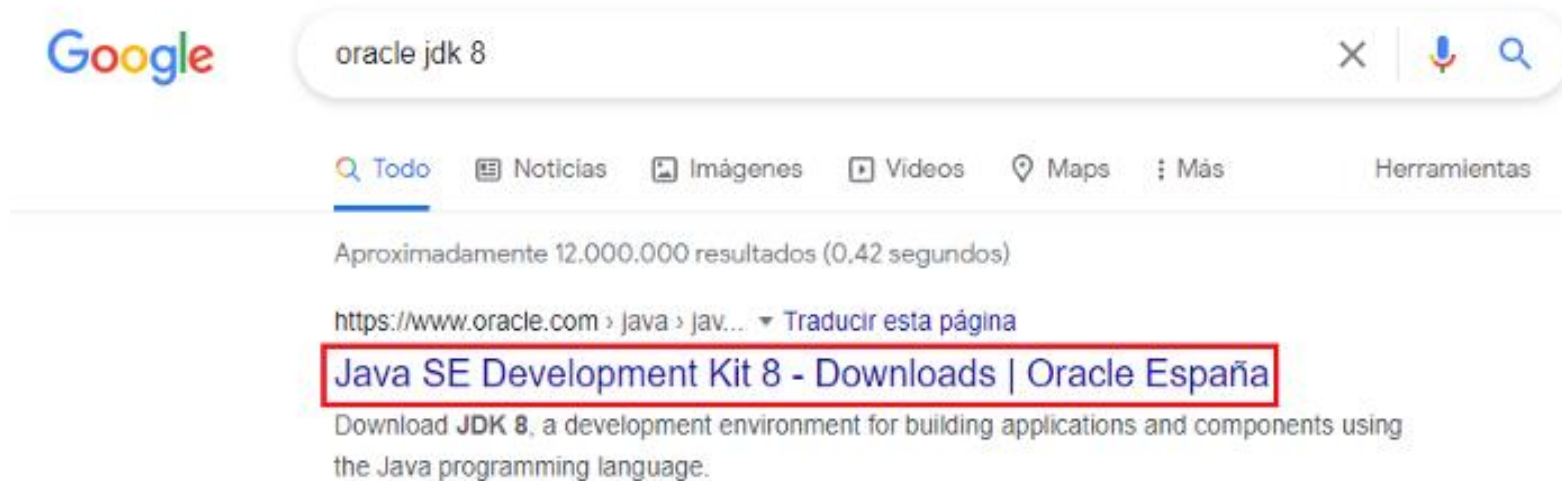 Google
oracle jdk 8
Todo Noticias Imágenes Videos Maps Más Herramientas
Aproximadamente 12.000.000 resultados (0,42 segundos)
https://www.oracle.com › java › jav... Traducir esta página
Java SE Development Kit 8 - Downloads | Oracle España
Download JDK 8, a development environment for building applications and components using
the Java programming language.